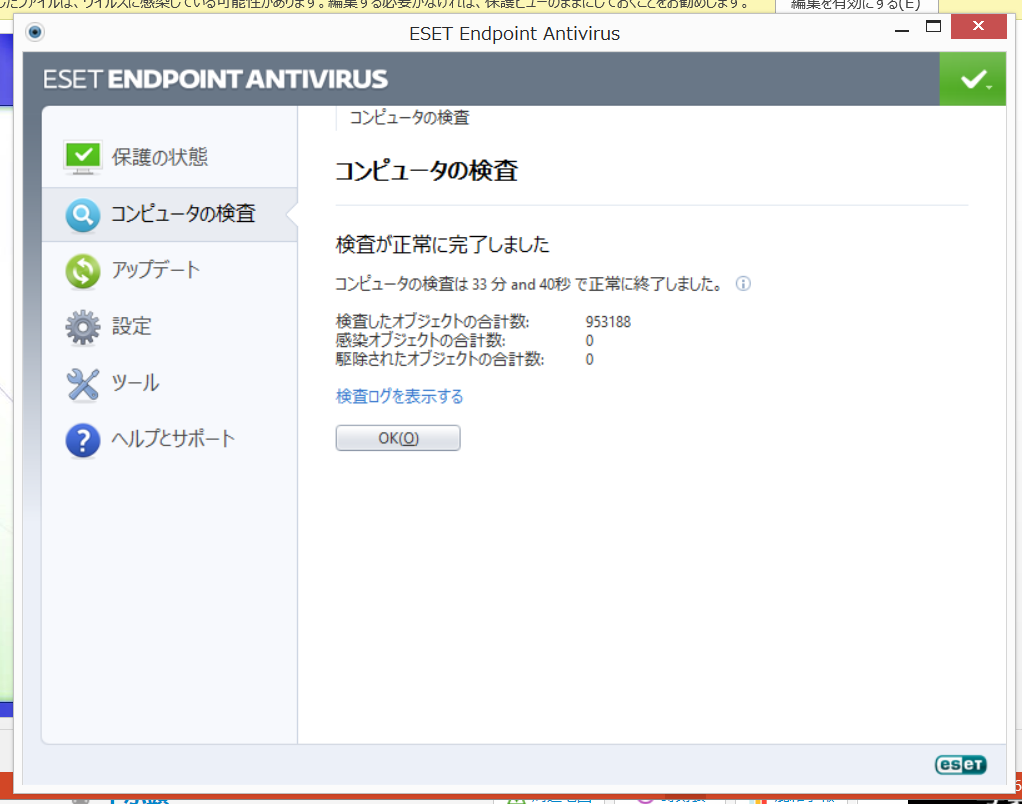 したファイルは、ウイルスに感染している可能性があります。編集する必要がなければ、保護ビューのままにしておくことをお勧めします。 編集を有効にする(E)
ESET Endpoint Antivirus
ESET ENDPOINT ANTIVIRUS
保護の状態
コンピュータの検査
アップデート
設定
ツール
ヘルプとサポート
コンピュータの検査
コンピュータの検査
検査が正常に完了しました
コンピュータの検査は 33 分 and 40秒 で正常に終了しました。
検査したオブジェクトの合計数: 953188
感染オブジェクトの合計数: 0
駆除されたオブジェクトの合計数: 0
検査ログを表示する
OK(O)
eset